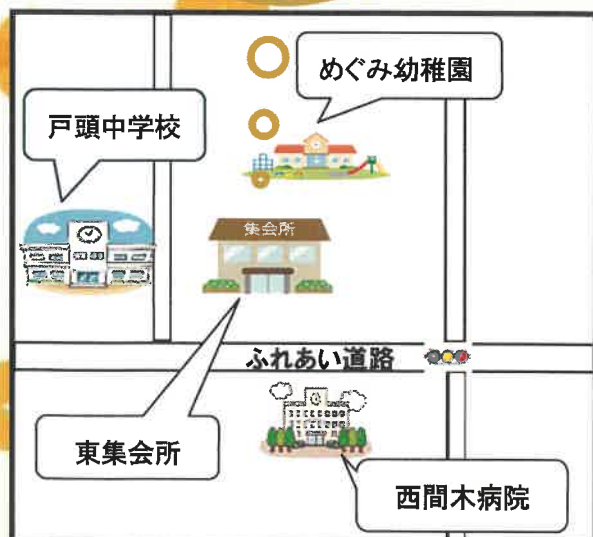 めぐみ幼稚園
戸頭中学校
集会所
ふれあい道路
東集会所
西間木病院